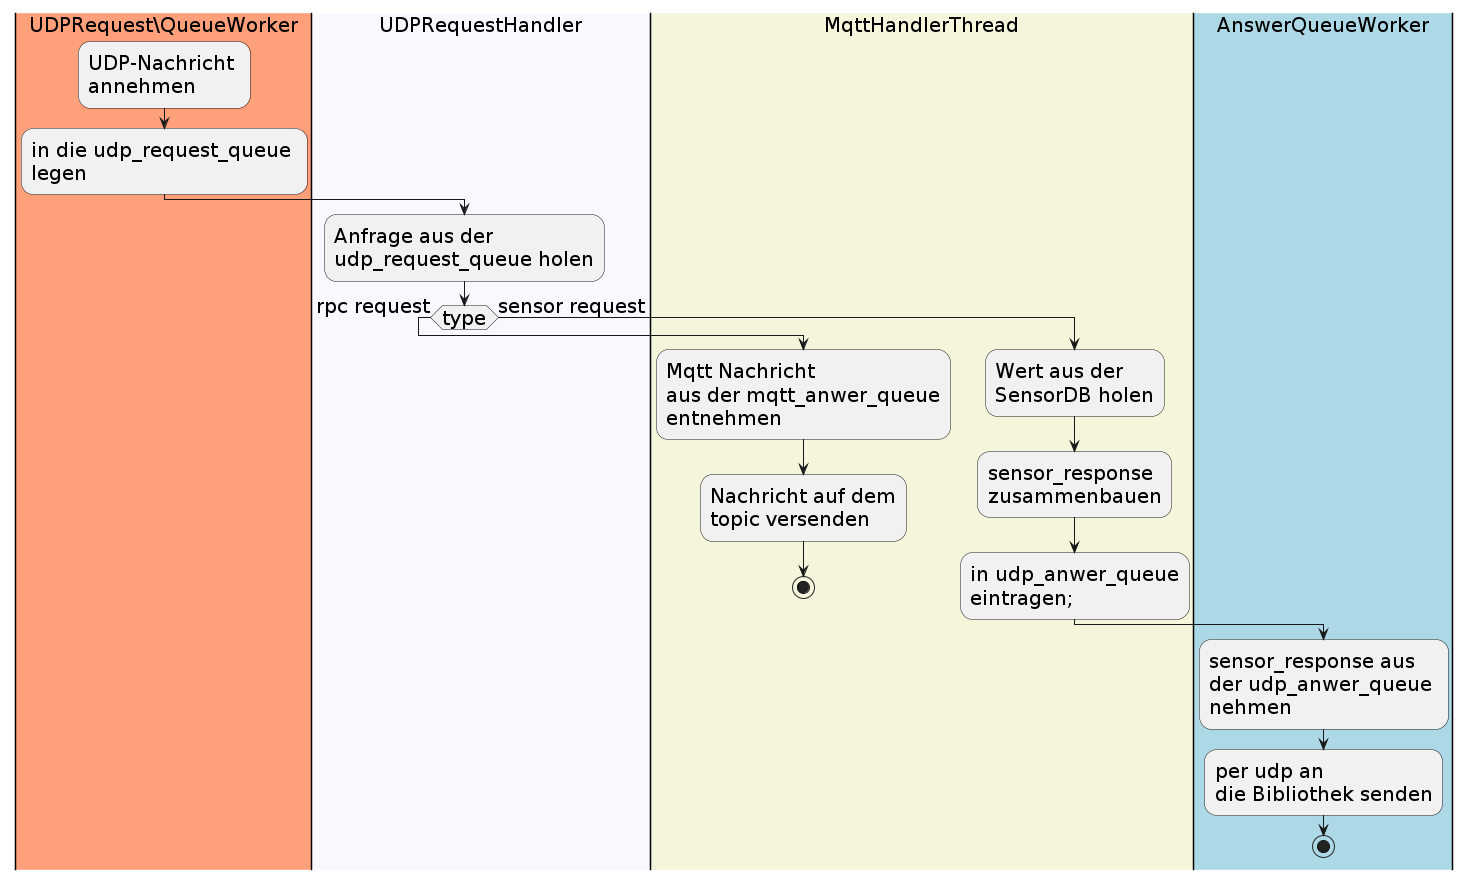 UDPRequest\QueueWorker
UDPRequestHandler
MqttHandlerThread
AnswerQueueWorker
UDP-Nachricht
annehmen
in die udp_request_queue
legen
Anfrage aus der
udp_request_queue holen
rpc request
type
sensor request
Mqtt Nachricht
aus der mqtt_anwer_queue
entnehmen
Nachricht auf dem
topic versenden
Wert aus der
SensorDB holen
sensor_response
zusammenbauen
in udp_anwer_queue
eintragen;
sensor_response aus
der udp_anwer_queue
nehmen
per udp an
die Bibliothek senden